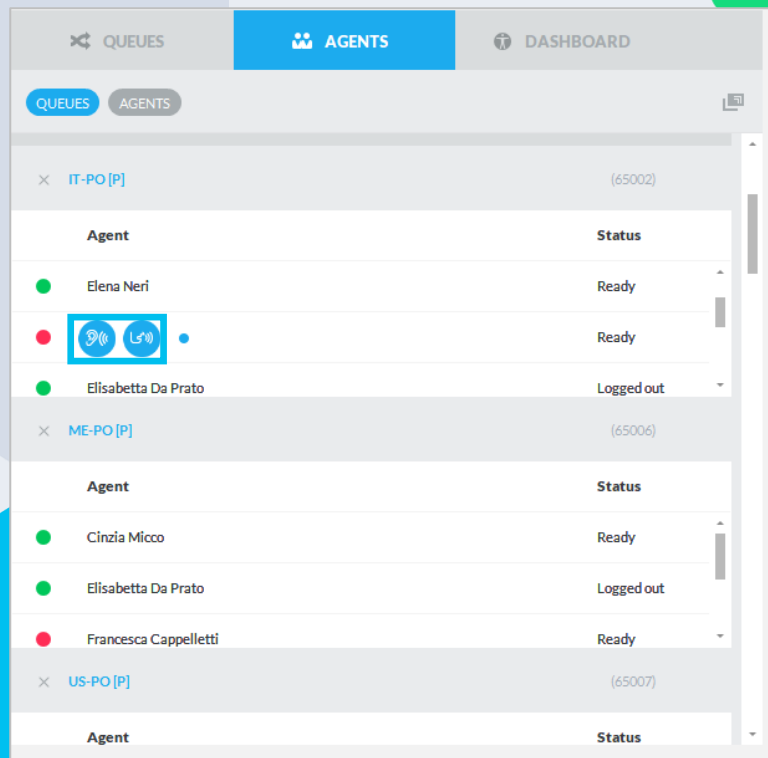 QUEUES AGENTS DASHBOARD
QUEUES AGENTS
IT-PO [P] (65002)
Agent Status
Elena Neri Ready
Ready
Elisabetta Da Prato Logged out
ME-PO [P] (65006)
Agent Status
Cinzia Micco Ready
Elisabetta Da Prato Logged out
Francesca Cappelletti Ready
US-PO [P] (65007)
Agent Status